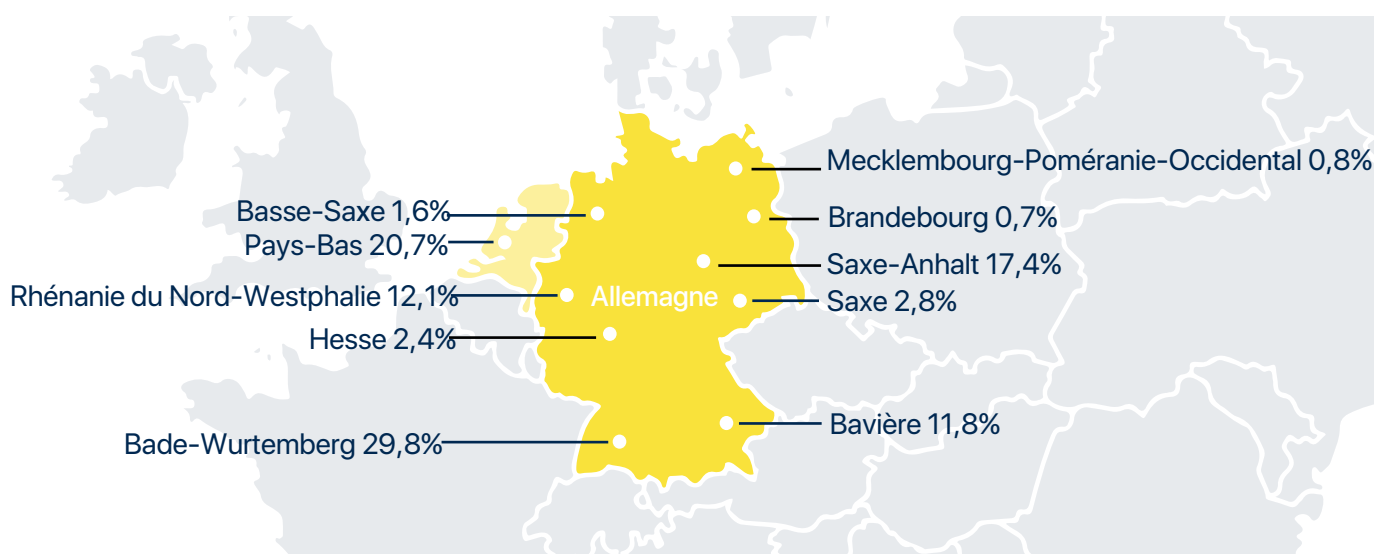 Mecklembourg-Poméranie-Occidental 0,8%
Basse-Saxe 1,6%
Brandebourg 0,7%
Pays-Bas 20,7%
Saxe-Anhalt 17,4%
Rhénanie du Nord-Westphalie 12,1%
Allemagne
Saxe 2,8%
Hesse 2,4%
Bavière 11,8%
Bade-Wurtemberg 29,8%